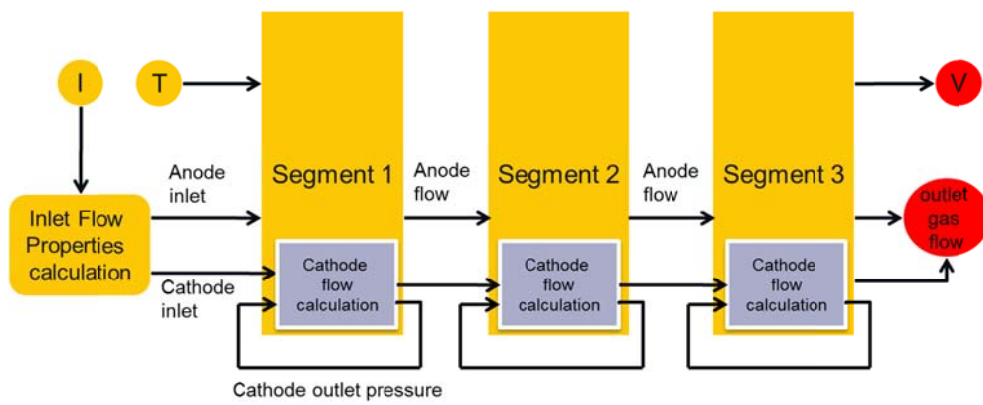 I
T
V
Segment 1
Segment 2
Segment 3
Anode
inlet
Anode
flow
Anode
flow
Inlet Flow
Properties
calculation
outlet
gas
flow
Cathode
inlet
Cathode
flow
calculation
Cathode
flow
calculation
Cathode
flow
calculation
Cathode outlet pressure